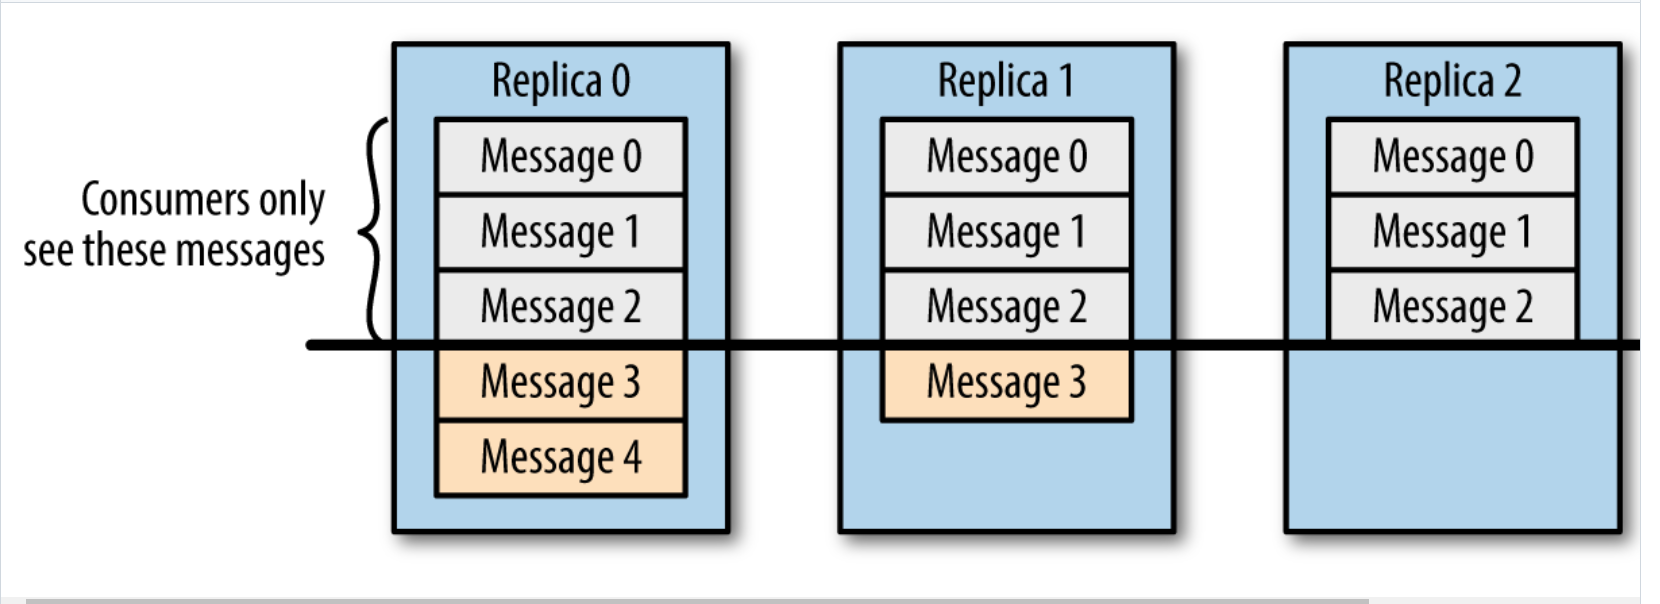 Consumers only
see these messages
Replica 0
Message 0
Message 1
Message 2
Message 3
Message 4
Replica 1
Message 0
Message 1
Message 2
Message 3
Replica 2
Message 0
Message 1
Message 2